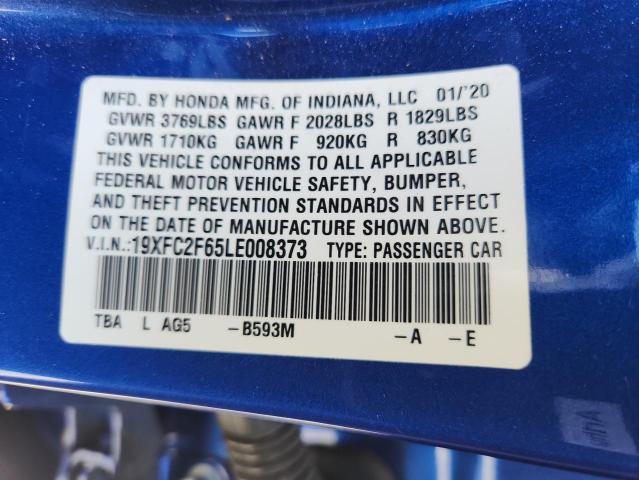 MFD. BY HONDA MFG. OF INDIANA, LLC 01/'20
GVWR 3769LBS GAWR F 2028LBS R 1829LBS
GVWR 1710KG GAWR F 920KG R 830KG
THIS VEHICLE CONFORMS TO ALL APPLICABLE
FEDERAL MOTOR VEHICLE SAFETY, BUMPER,
AND THEFT PREVENTION STANDARDS IN EFFECT
ON THE DATE OF MANUFACTURE SHOWN ABOVE.
V.I.N.:19XFC2F65LE008373 TYPE: PASSENGER CAR
TBA L AG5 -B593M -A -E